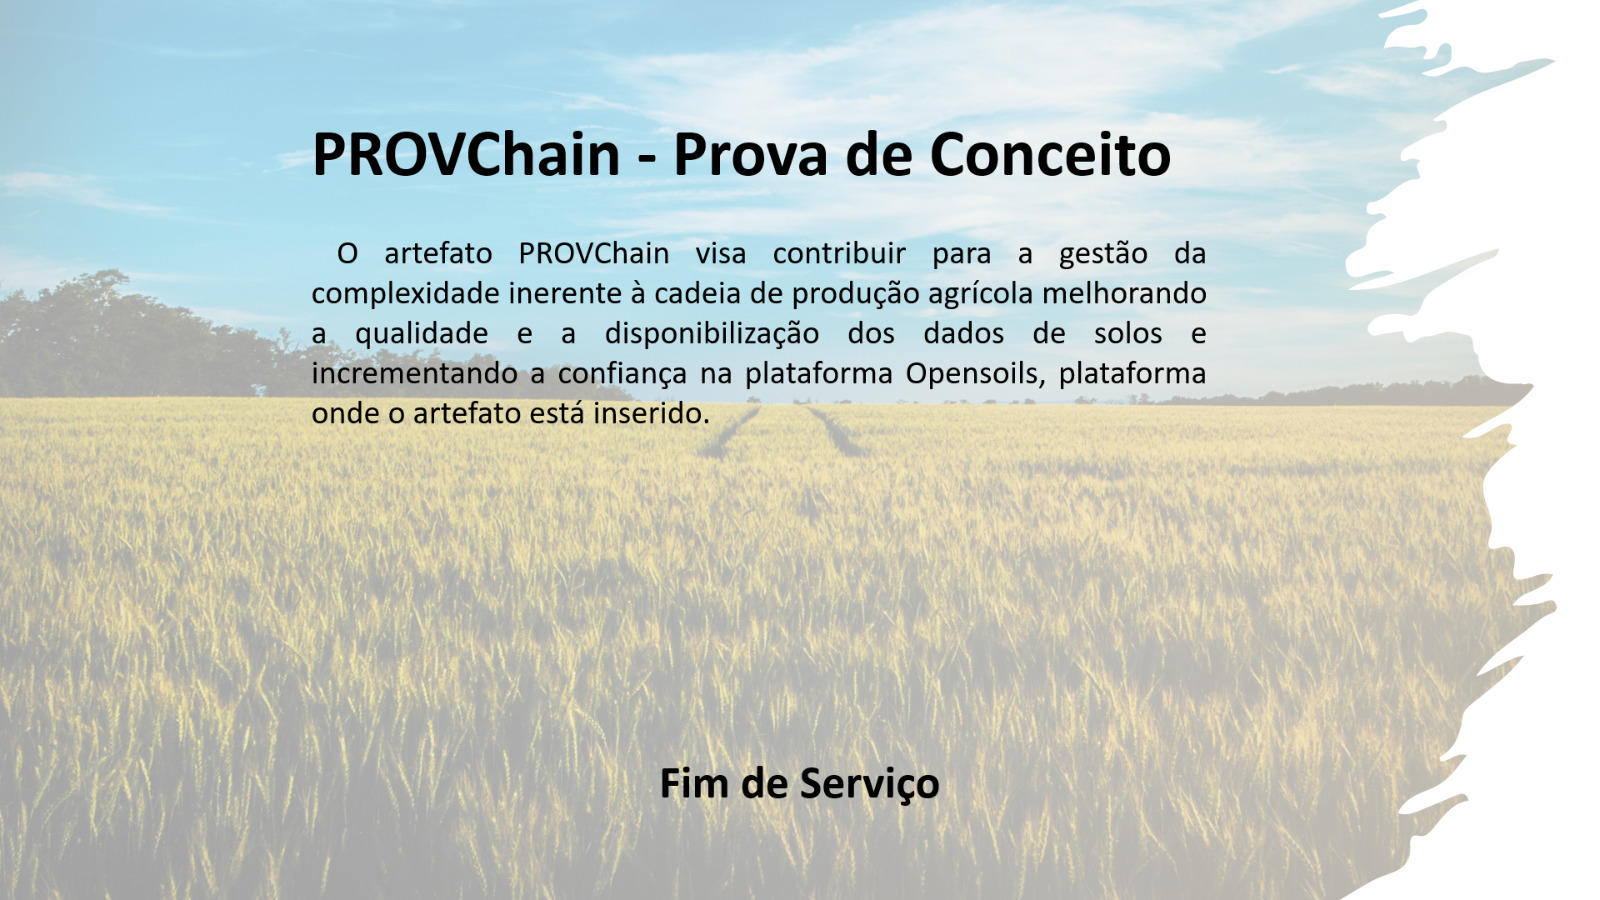 PROVChain - Prova de Conceito
O artefato PROVChain visa contribuir para a gestão da
complexidade inerente à cadeia de produção agrícola melhorando
a qualidade e a disponibilização dos dados de solos e
incrementando a confiança na plataforma Opensoils, plataforma
onde o artefato está inserido.
Fim de Serviço